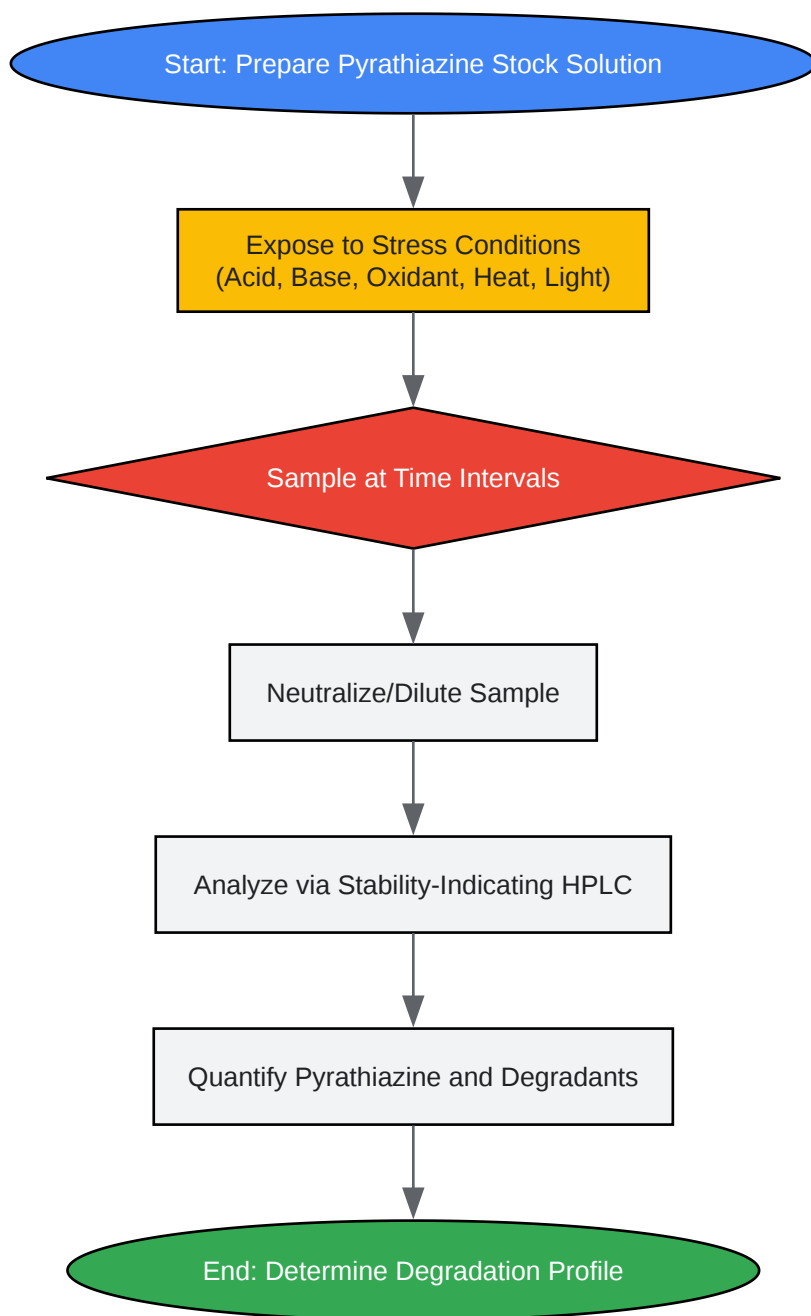 Start: Prepare Pyrathiazine Stock Solution
Expose to Stress Conditions
(Acid, Base, Oxidant, Heat, Light)
Sample at Time Intervals
Neutralize/Dilute Sample
Analyze via Stability-Indicating HPLC
Quantify Pyrathiazine and Degradants
End: Determine Degradation Profile